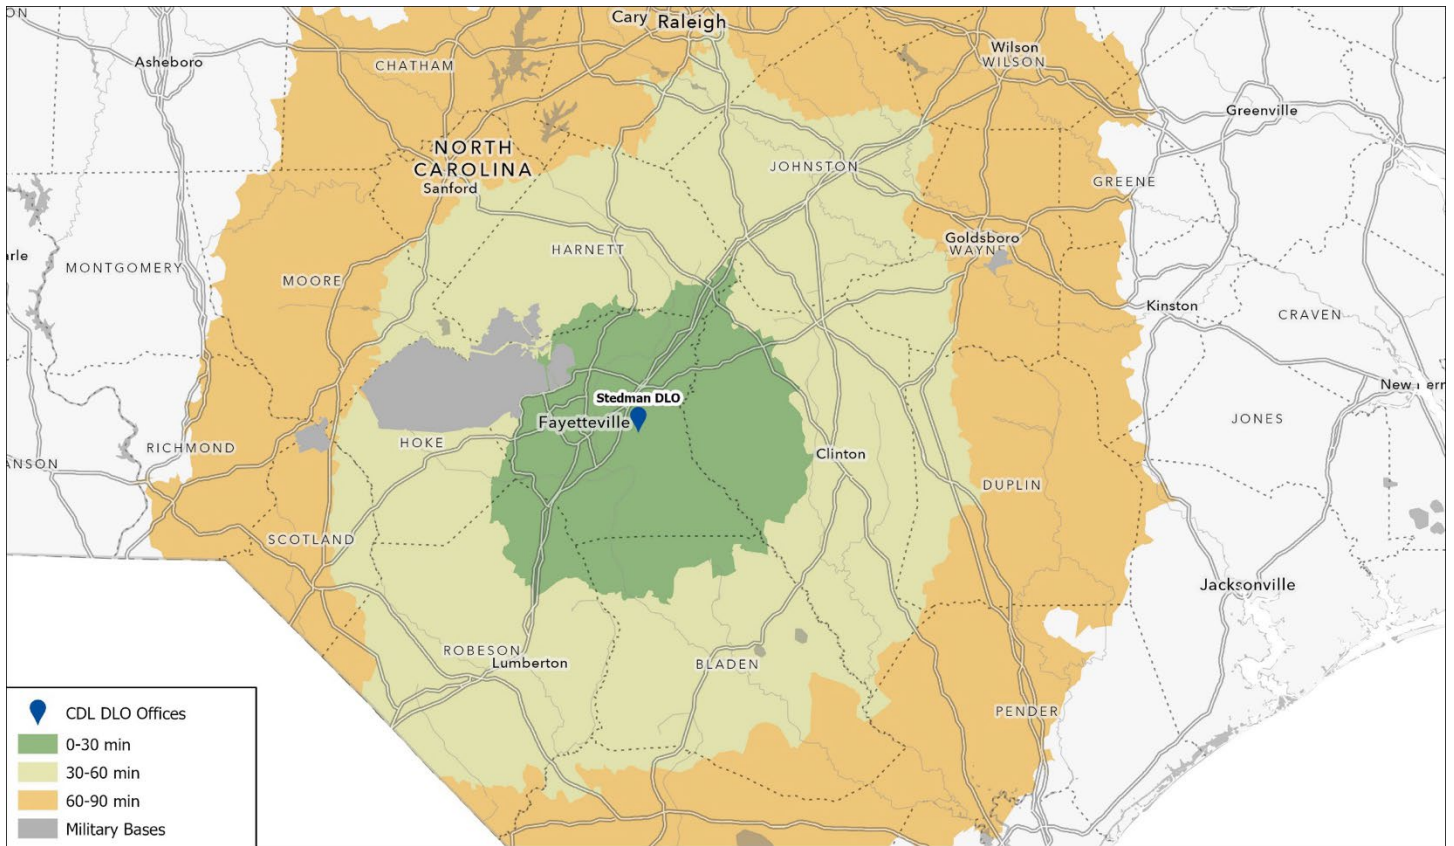 Cary
Raleigh
Asheboro
CHATHAM
Wilson
WILSON
Greenville
NORTH
CAROLINA
Sanford
JOHNSTON
GREENE
MONTGOMERY
MOORE
HARNETT
Goldsboro
WAYNE
Kinston
CRAVEN
Stedman DLO
Fayetteville
JONES
RICHMOND
HOKE
Clinton
DUPLIN
SCOTLAND
Jacksonville
ROBESON
Lumberton
BLADEN
PENDER
CDL DLO Offices
0-30 min
30-60 min
60-90 min
Military Bases